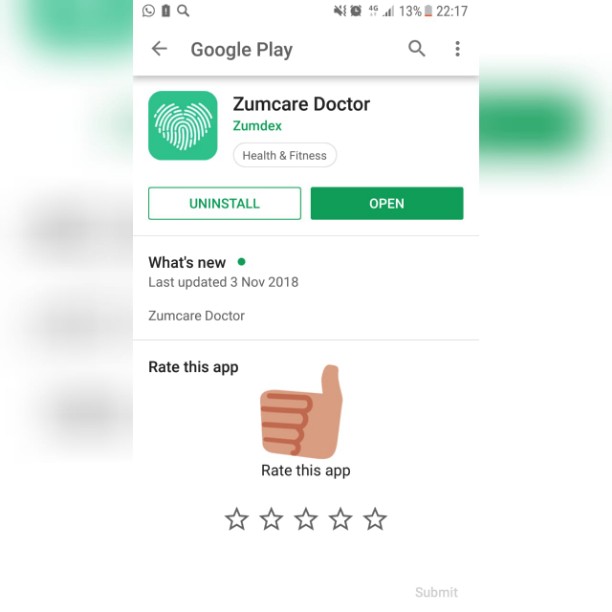 4G 13% 22:17
Google Play
Zumcare Doctor
Zumdex
Health & Fitness
UNINSTALL OPEN
What's new
Last updated 3 Nov 2018
Zumcare Doctor
Rate this app
Rate this app
Submit